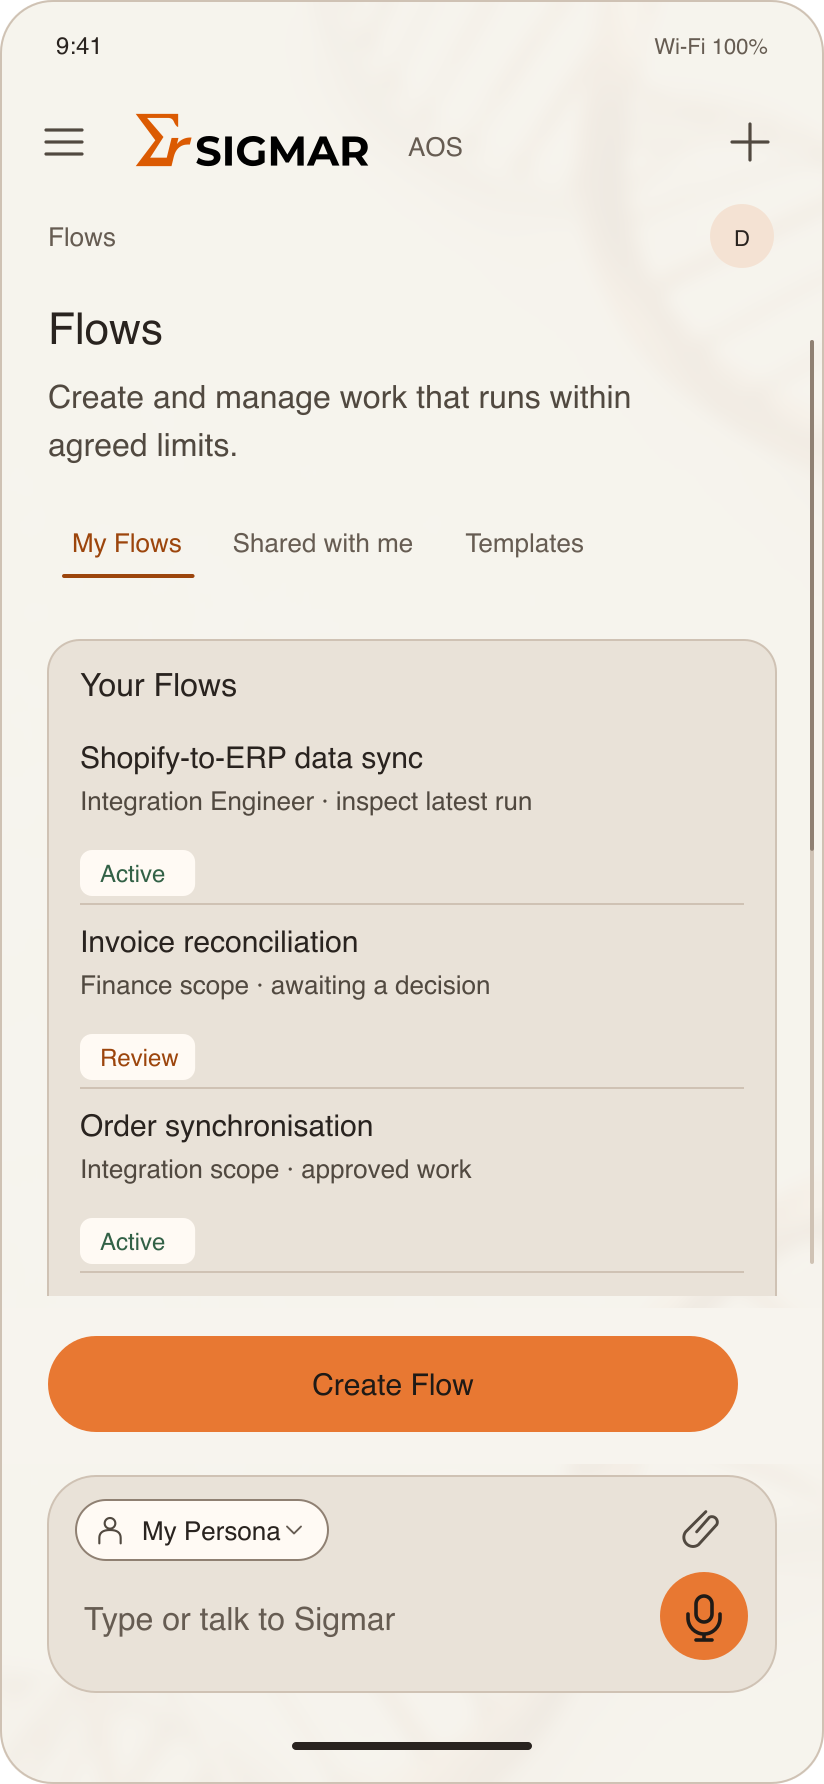 9:41
Wi-Fi 100%
Σr SIGMAR AOS
Flows
D
Flows
Create and manage work that runs within
agreed limits.
My Flows
Shared with me
Templates
Your Flows
Shopify-to-ERP data sync
Integration Engineer · inspect latest run
Active
Invoice reconciliation
Finance scope · awaiting a decision
Review
Order synchronisation
Integration scope · approved work
Active
Create Flow
My Persona
Type or talk to Sigmar